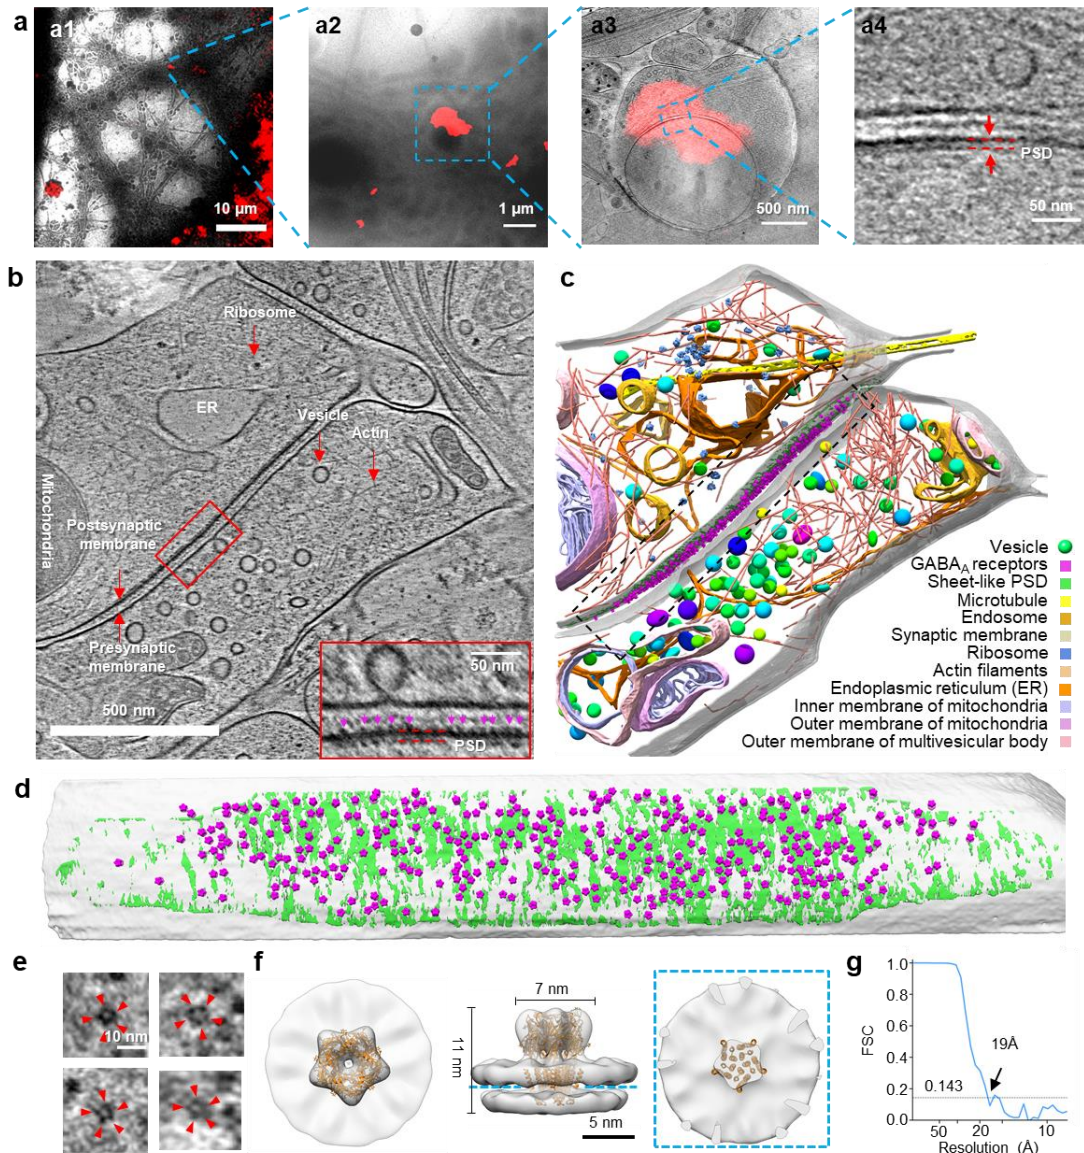 a
a1
a2
a3
a4
PSD
10 µm
1 µm
500 nm
50 nm
b
Ribosome
ER
Vesicle
Actin
Mitochondria
Postsynaptic
membrane
Presynaptic
membrane
500 nm
50 nm
PSD
c
Vesicle
GABAA receptors
Sheet-like PSD
Microtubule
Endosome
Synaptic membrane
Ribosome
Actin filaments
Endoplasmic reticulum (ER)
Inner membrane of mitochondria
Outer membrane of mitochondria
Outer membrane of multivesicular body
d
e
10 nm
f
7 nm
11 nm
5 nm
g
1.0
0.8
0.6
0.4
0.2
0
FSC
19Å
0.143
50
20
10
Resolution (Å)